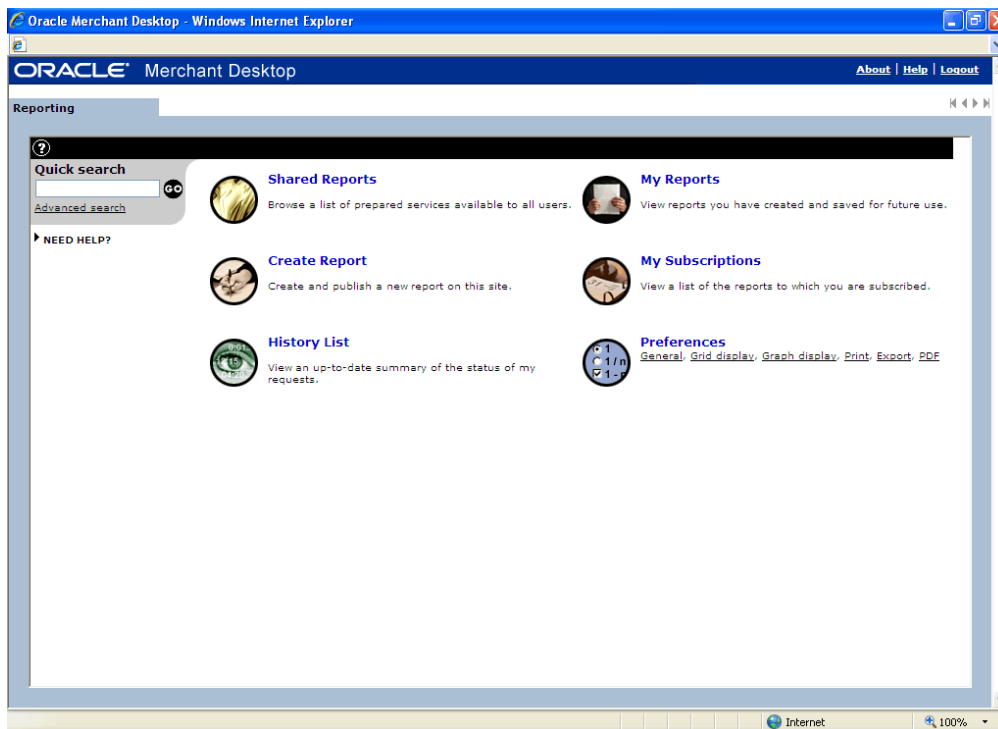 Oracle Merchant Desktop - Windows Internet Explorer
ORACLE® Merchant Desktop
About | Help | Logout
Reporting
?
Quick search
GO
Advanced search
NEED HELP?
Shared Reports
Browse a list of prepared services available to all users.
My Reports
View reports you have created and saved for future use.
Create Report
Create and publish a new report on this site.
My Subscriptions
View a list of the reports to which you are subscribed.
History List
View an up-to-date summary of the status of my
requests.
1
1 / n
1 -
Preferences
General, Grid display, Graph display, Print, Export, PDF
Internet
100%